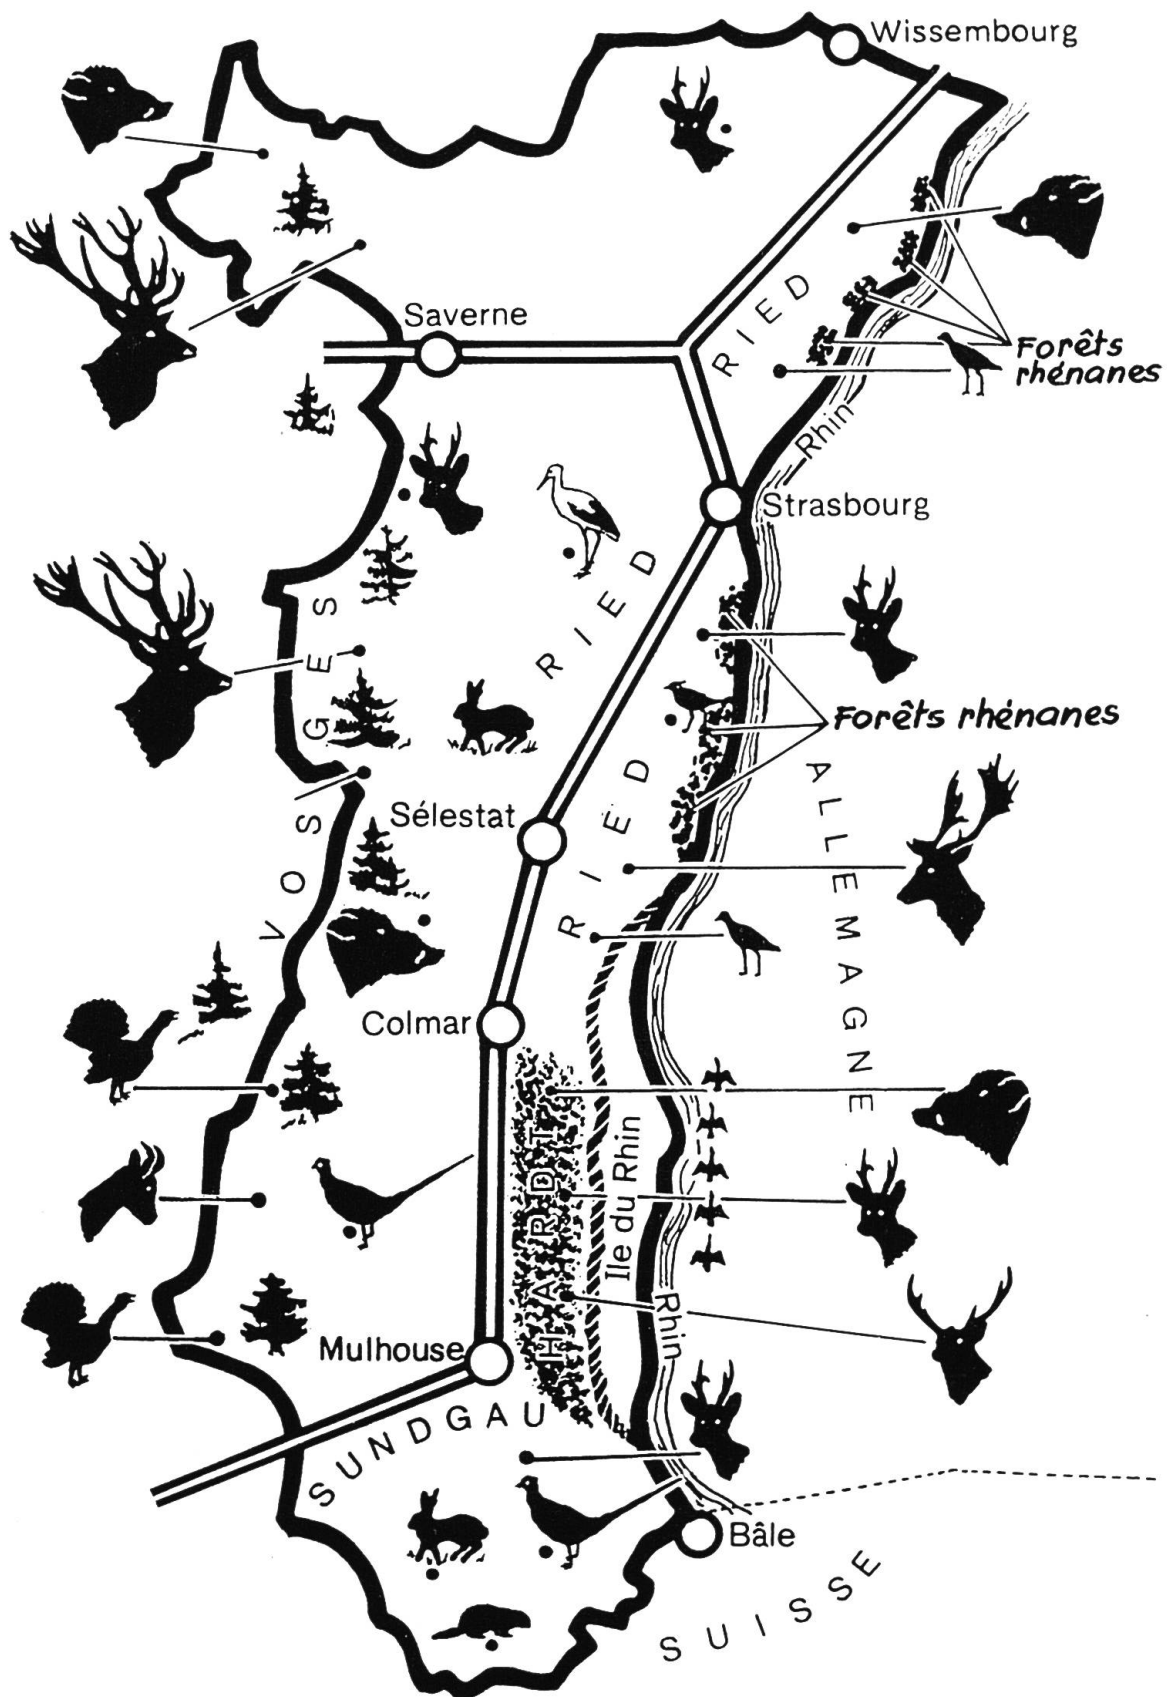 Wissembourg
RIED
Saverne
Forêts
rhénanes
Rhin
Strasbourg
RIED
VOSGES
Forêts rhénanes
RIED
ALLEMAGNE
Sélestat
Colmar
HARDT
Ile du Rhin
Rhin
Mulhouse
SUNDGAU
Bâle
SUISSE